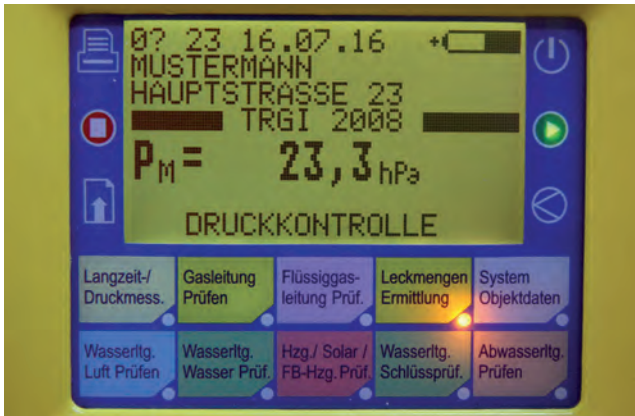 0? 23 16.07.16
MUSTERMANN
HAUPTSTRASSE 23
TRGI 2008
PM= 23,3 hPa
DRUCKKONTROLLE
Langzeit-/
Druckmess.
Gasleitung
Prüfen
Flüssiggas-
leitung Prüf.
Leckmengen
Ermittlung
System
Objektdaten
Wasserltg.
Luft Prüfen
Wasserltg.
Wasser Prüf.
Hzg./ Solar /
FB-Hzg.Prüf.
Wasserltg.
Schlüssprüf.
Abwasserltg.
Prüfen